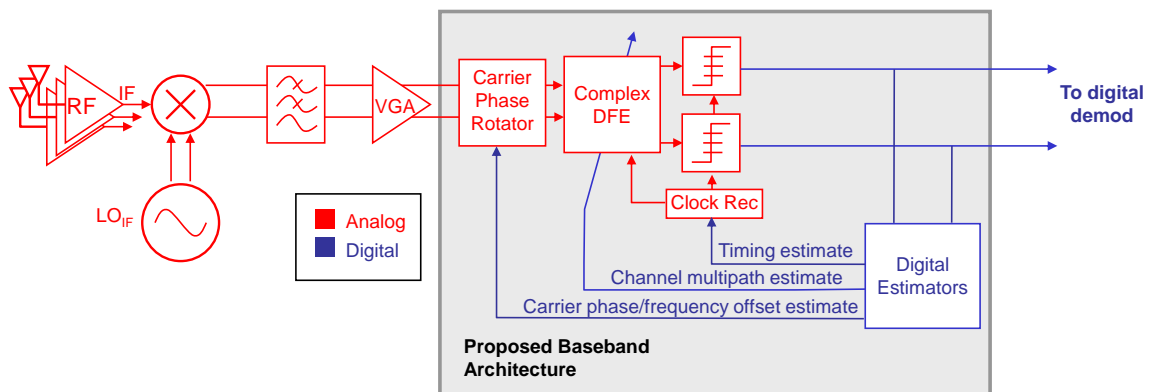 RF
IF
LOIF
VGA
Carrier
Phase
Rotator
Complex
DFE
Clock Rec
To digital
demod
Analog
Digital
Timing estimate
Channel multipath estimate
Carrier phase/frequency offset estimate
Digital
Estimators
Proposed Baseband
Architecture